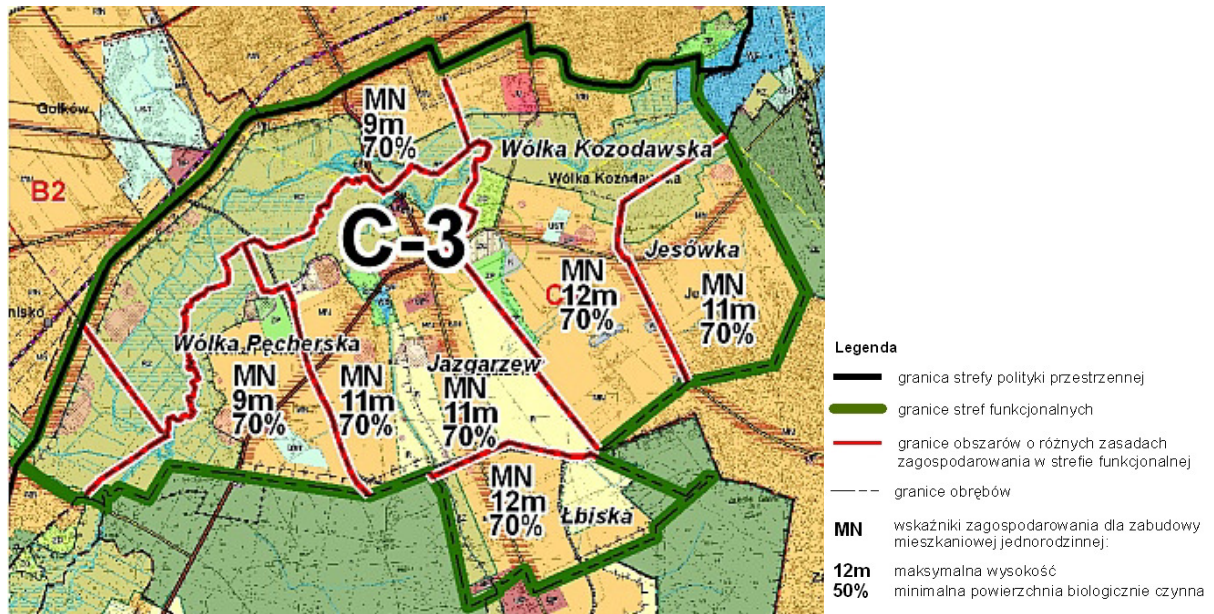 Gołków
UST
B2
MN
9m
70%
Wólka Kozodawska
Wólka Kozodawska
C-3
UST
Jesówka
MN
12m
70%
MN
11m
70%
Wólka Pęcherska
MN
9m
70%
MN
11m
70%
Jazgarzew
MN
11m
70%
MN
12m
70%
Łbiska
Legenda
granica strefy polityki przestrzennej
granice stref funkcjonalnych
granice obszarów o różnych zasadach
zagospodarowania w strefie funkcjonalnej
granice obrębów
MN wskaźniki zagospodarowania dla zabudowy
mieszkaniowej jednorodzinnej:
12m maksymalna wysokość
50% minimalna powierzchnia biologicznie czynna